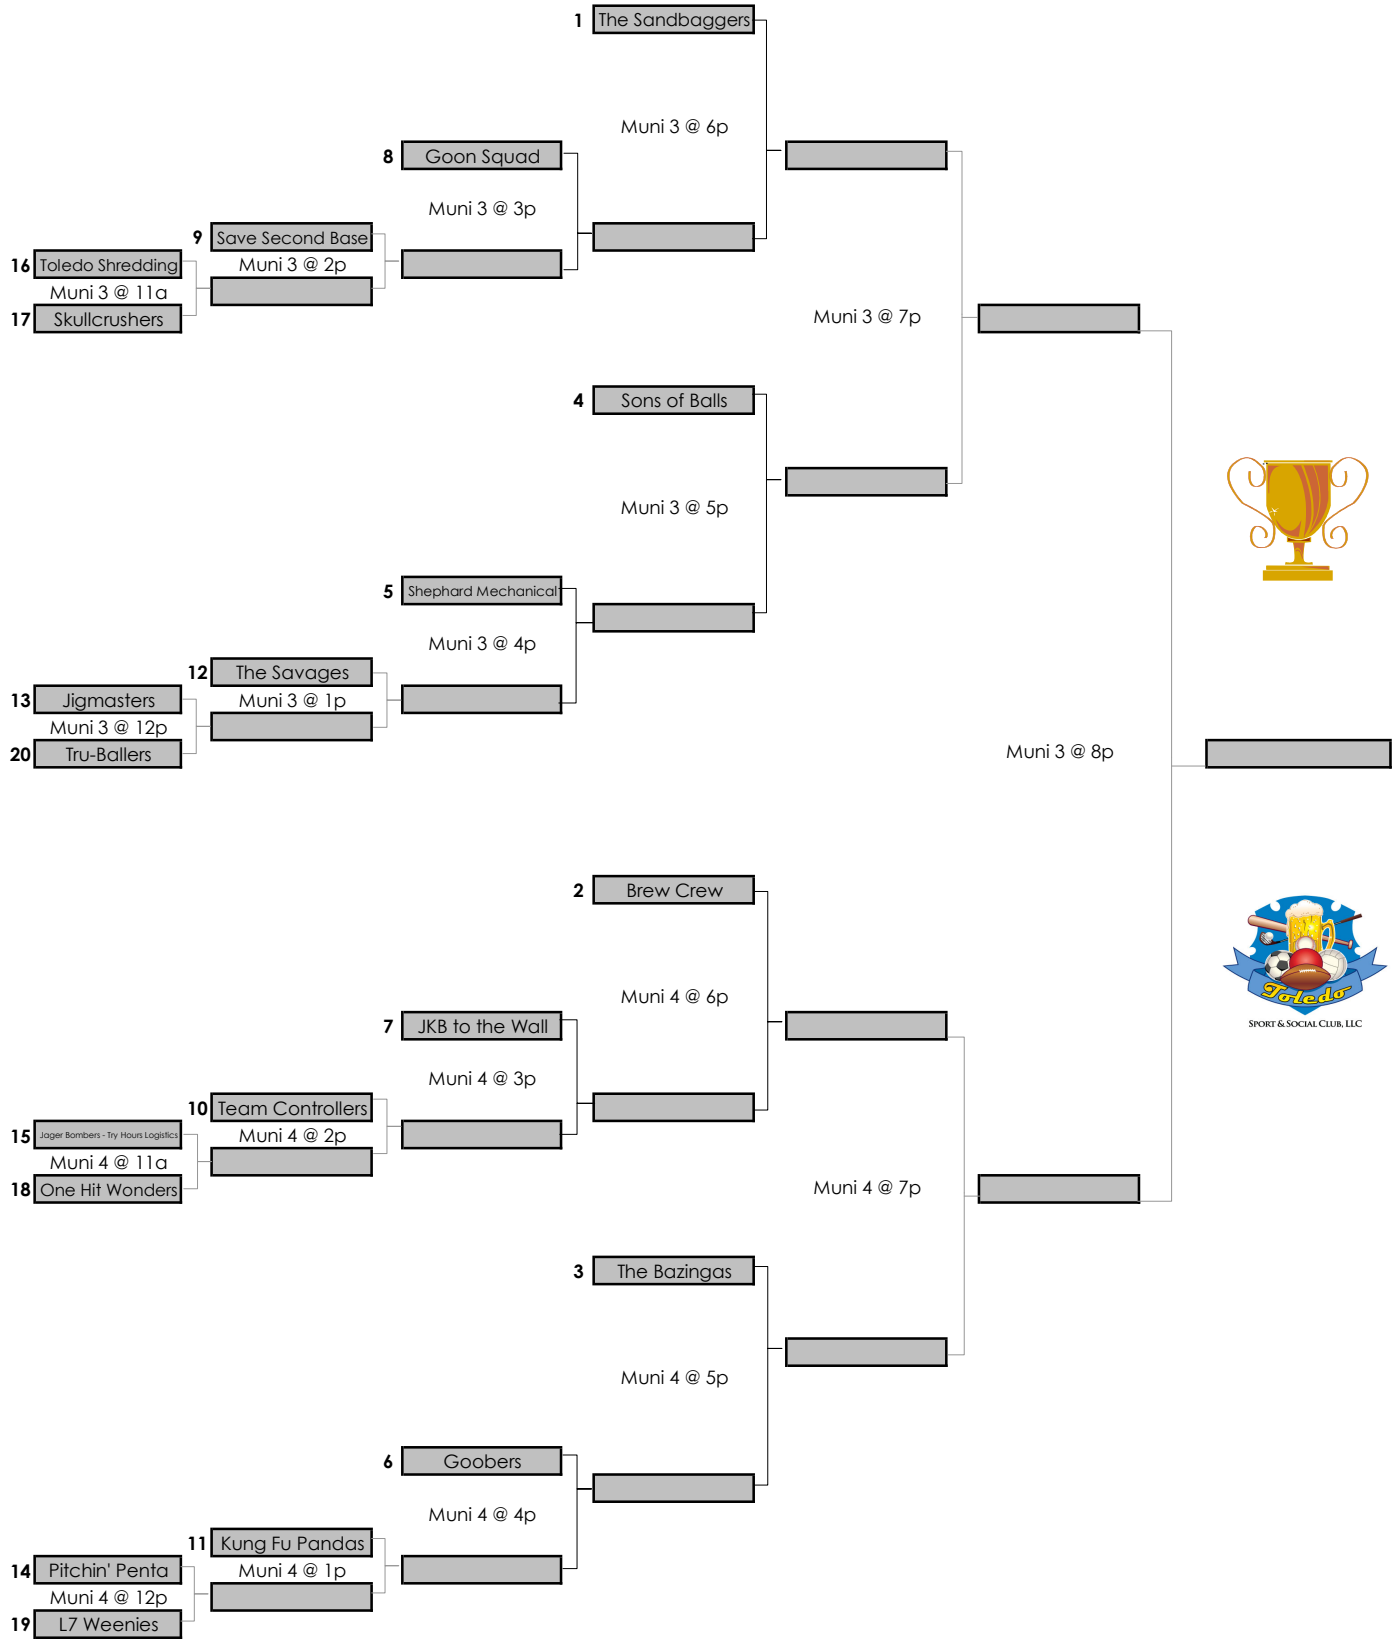 1 The Sandbaggers
Muni 3 @ 6p
8 Goon Squad
Muni 3 @ 3p
9 Save Second Base
16 Toledo Shredding Muni 3 @ 2p
Muni 3 @ 11a
17 Skullcrushers
Muni 3 @ 7p
4 Sons of Balls
Muni 3 @ 5p
5 Shephard Mechanical
Muni 3 @ 4p
12 The Savages
13 Jigmasters Muni 3 @ 1p
Muni 3 @ 12p
20 Tru-Ballers
Muni 3 @ 8p
2 Brew Crew
Muni 4 @ 6p
Toledo
SPORT & SOCIAL CLUB, LLC
7 JKB to the Wall
Muni 4 @ 3p
10 Team Controllers
15 Jager Bombers - Try Hours Logistics Muni 4 @ 2p
Muni 4 @ 11a
18 One Hit Wonders
Muni 4 @ 7p
3 The Bazingas
Muni 4 @ 5p
6 Goobers
Muni 4 @ 4p
11 Kung Fu Pandas
14 Pitchin' Penta Muni 4 @ 1p
Muni 4 @ 12p
19 L7 Weenies